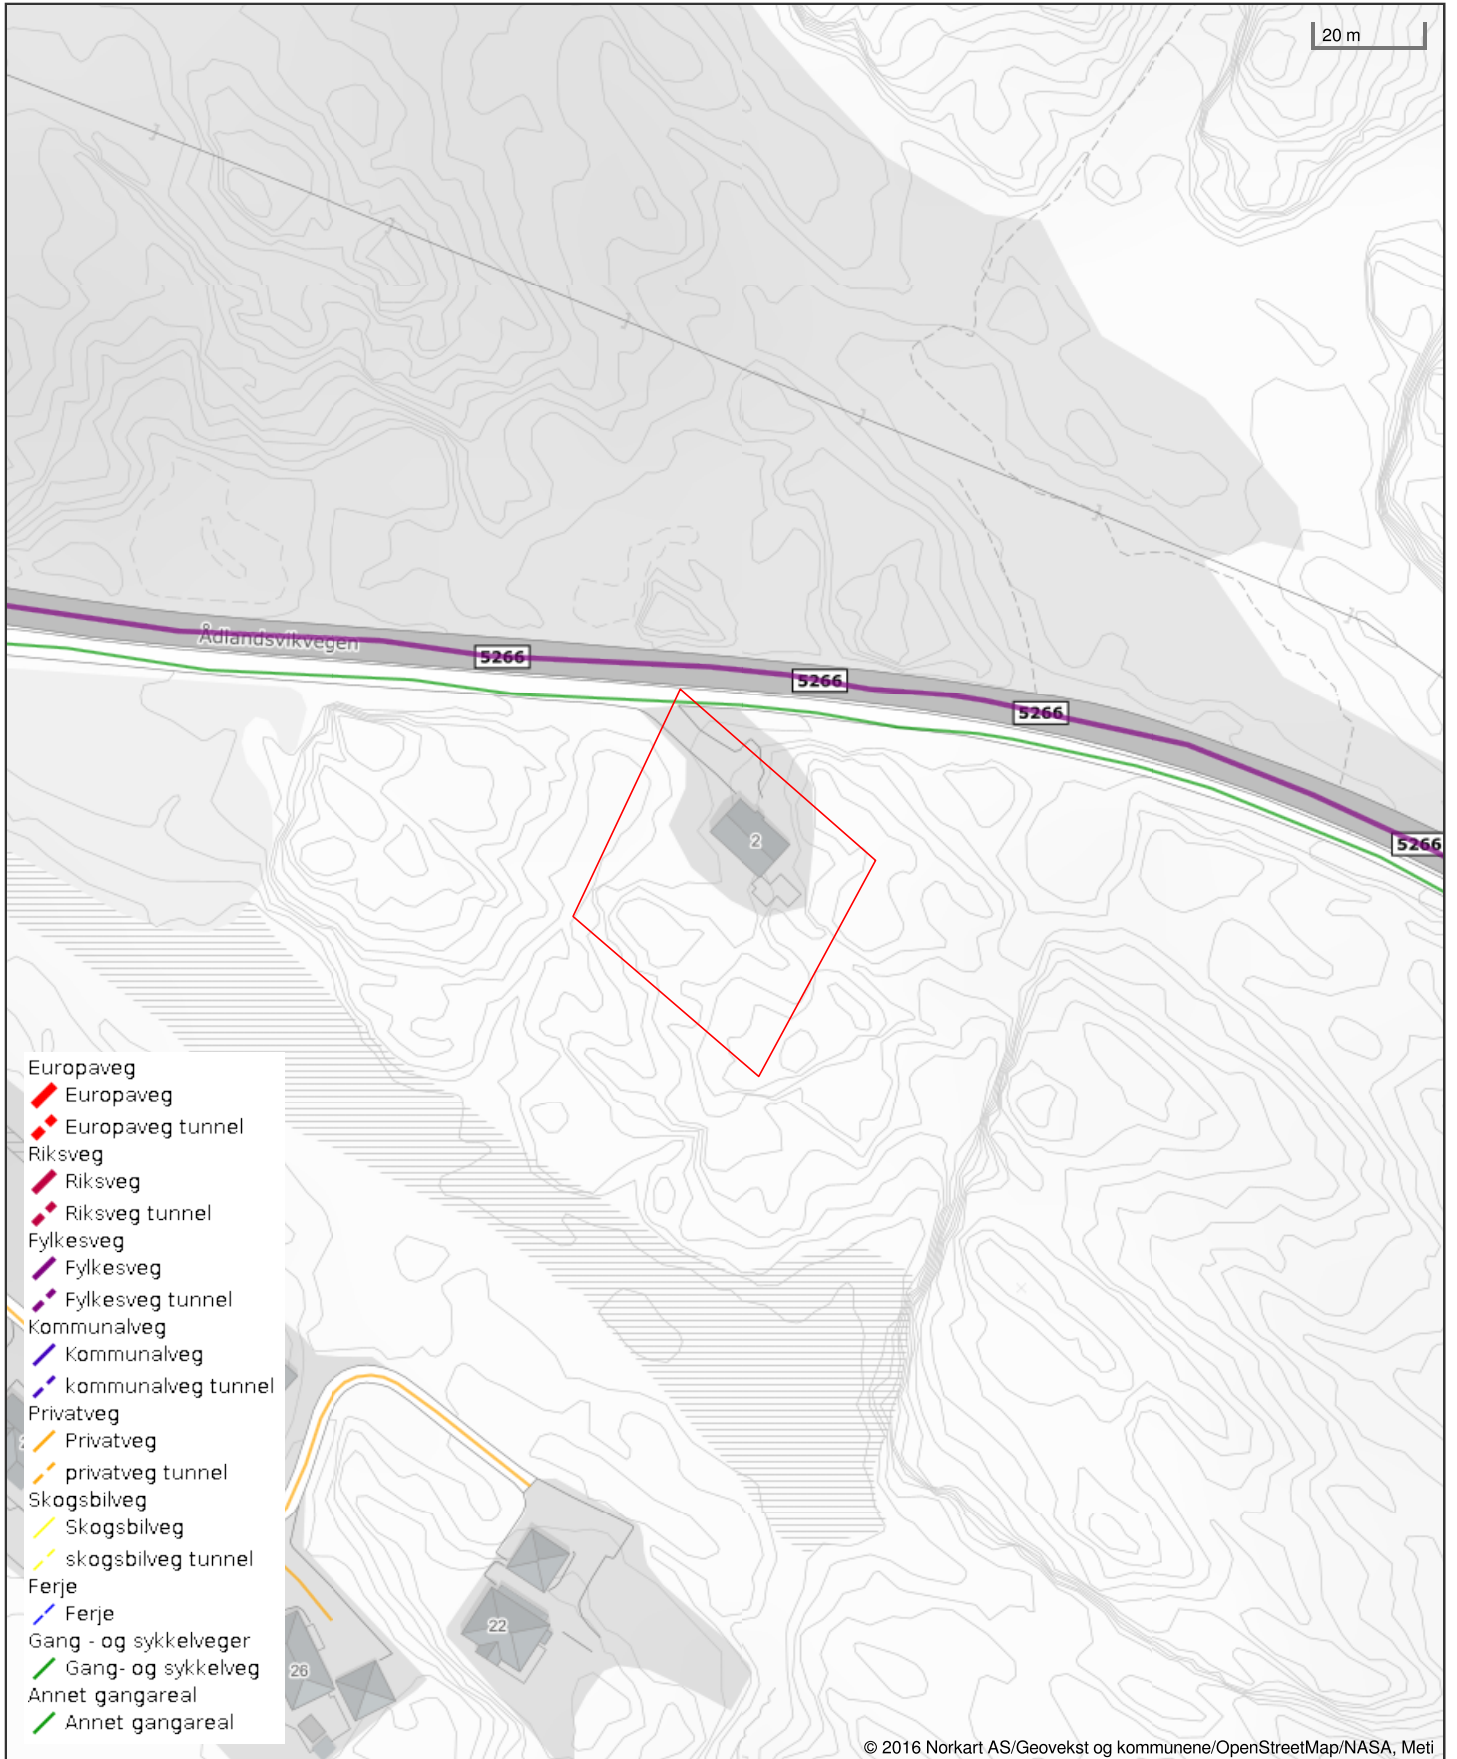 20 m
Ådlandsvikvegen
5266
5266
5266
5266
2
Europaveg
Europaveg
Europaveg tunnel
Riksveg
Riksveg
Riksveg tunnel
Fylkesveg
Fylkesveg
Fylkesveg tunnel
Kommunalveg
Kommunalveg
kommunalveg tunnel
Privatveg
Privatveg
privatveg tunnel
Skogsbilveg
Skogsbilveg
skogsbilveg tunnel
Ferje
Ferje
Gang - og sykkelveger
Gang- og sykkelveg
Annet gangareal
Annet gangareal
22
26
© 2016 Norkart AS/Geovekst og kommunene/OpenStreetMap/NASA, Meti